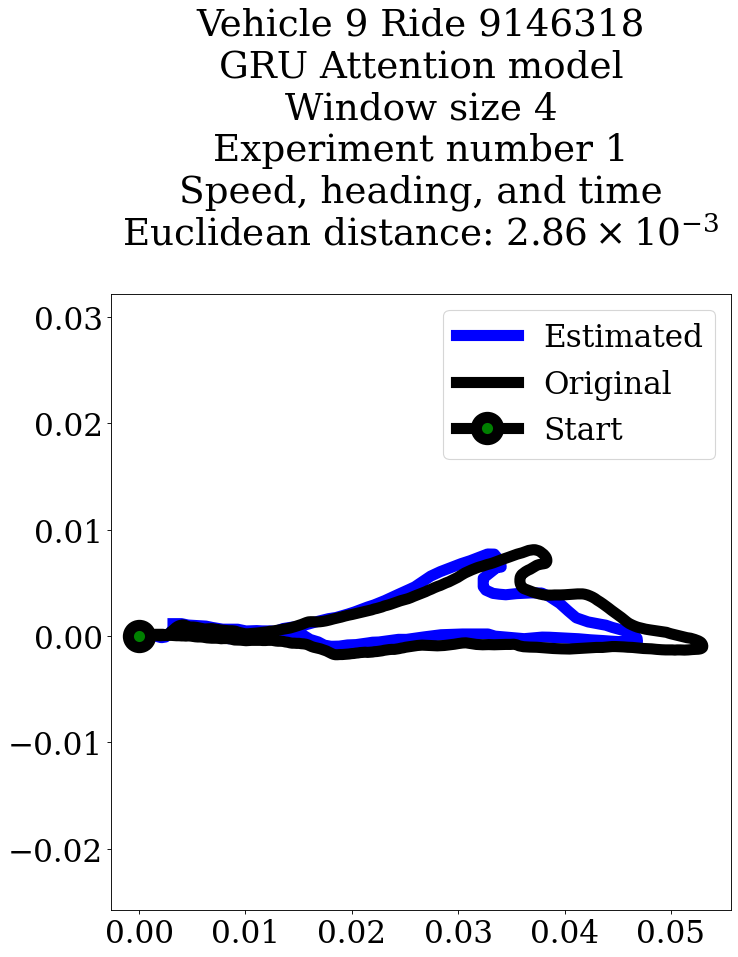 Vehicle 9 Ride 9146318
GRU Attention model
Window size 4
Experiment number 1
Speed, heading, and time
Euclidean distance: 2.86 × 10⁻³
Estimated
Original
Start
0.03
0.02
0.01
0.00
−0.01
−0.02
0.00 0.01 0.02 0.03 0.04 0.05